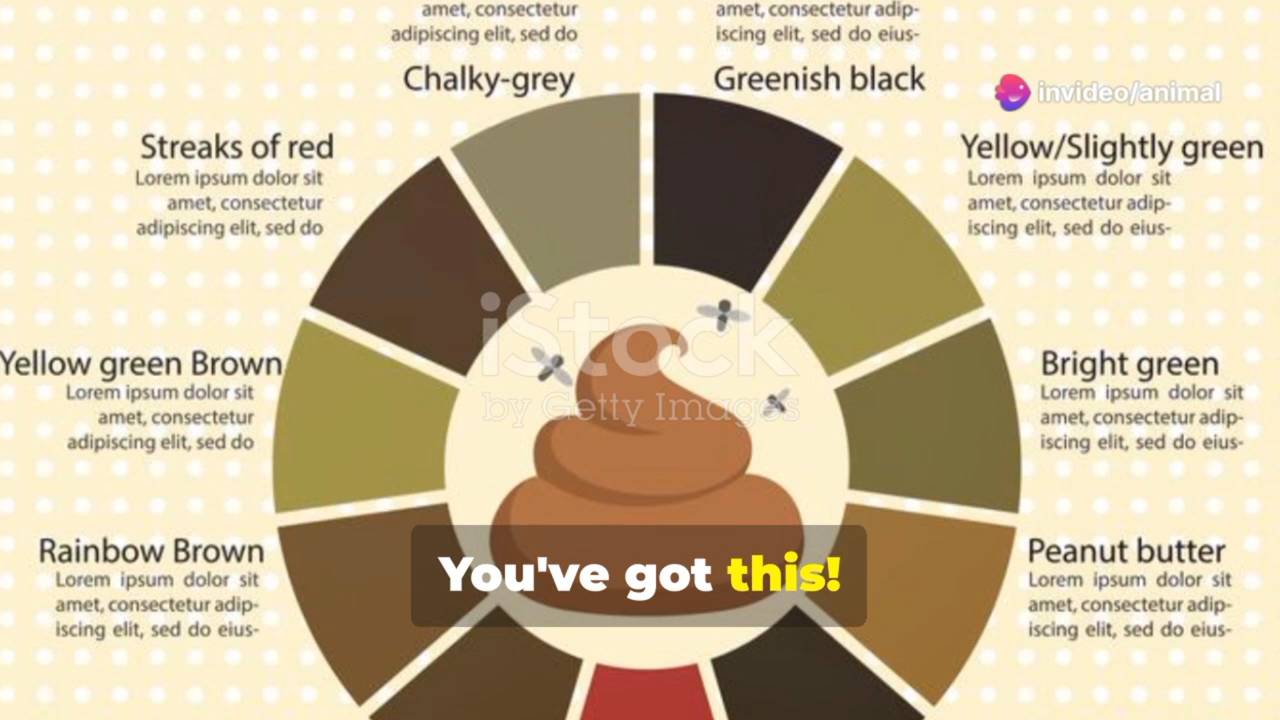 amet, consectetur
adipiscing elit, sed do
Chalky-grey
amet, consectetur adip-
iscing elit, sed do eius-
Greenish black
invideo/animal
Streaks of red
Lorem ipsum dolor sit
amet, consectetur
adipiscing elit, sed do
Yellow/Slightly green
Lorem ipsum dolor sit
amet, consectetur adip-
iscing elit, sed do eius-
iStock
by Getty Images
Yellow green Brown
Lorem ipsum dolor sit
amet, consectetur
adipiscing elit, sed do
Bright green
Lorem ipsum dolor sit
amet, consectetur adip-
iscing elit, sed do eius-
Rainbow Brown
Lorem ipsum dolor sit
amet, consectetur adip-
iscing elit, sed do eius-
Peanut butter
Lorem ipsum dolor sit
amet, consectetur adip-
iscing elit, sed do eius-
You've got this!